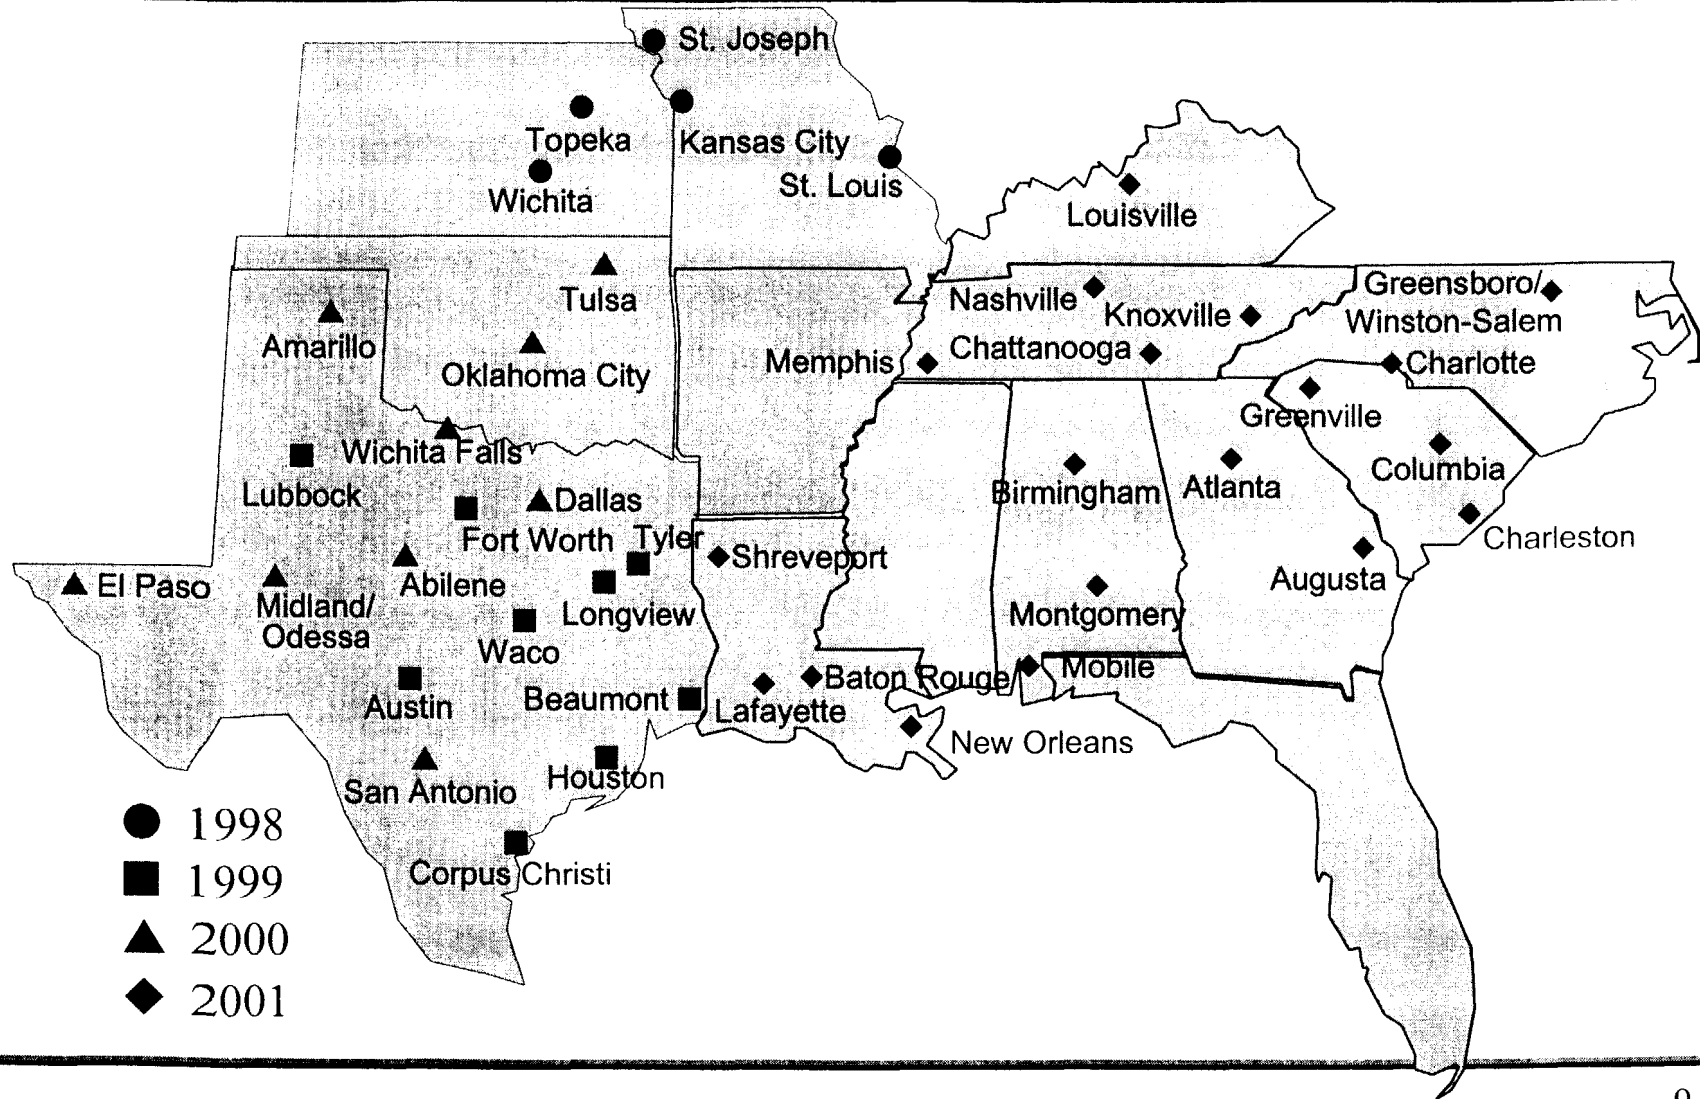 St. Joseph
Topeka
Kansas City
St. Louis
Wichita
Louisville
Tulsa
Nashville
Knoxville
Greensboro/
Winston-Salem
Amarillo
Oklahoma City
Memphis
Chattanooga
Charlotte
Greenville
Wichita Falls
Lubbock
Dallas
Birmingham
Atlanta
Columbia
Fort Worth
Tyler
Shreveport
Charleston
El Paso
Midland/
Odessa
Abilene
Longview
Augusta
Montgomery
Waco
Austin
Beaumont
Lafayette
Baton Rouge
Mobile
New Orleans
San Antonio
Houston
Corpus Christi
1998
1999
2000
2001